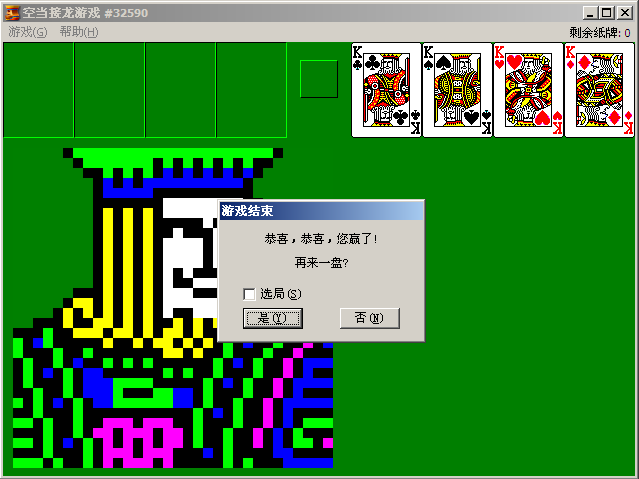 空当接龙游戏 #32590
游戏(G) 帮助(H) 剩余纸牌: 0
K K K K
K K K K
游戏结束
恭喜，恭喜，您赢了!
再来一盘?
选局(S)
是(Y) 否(N)